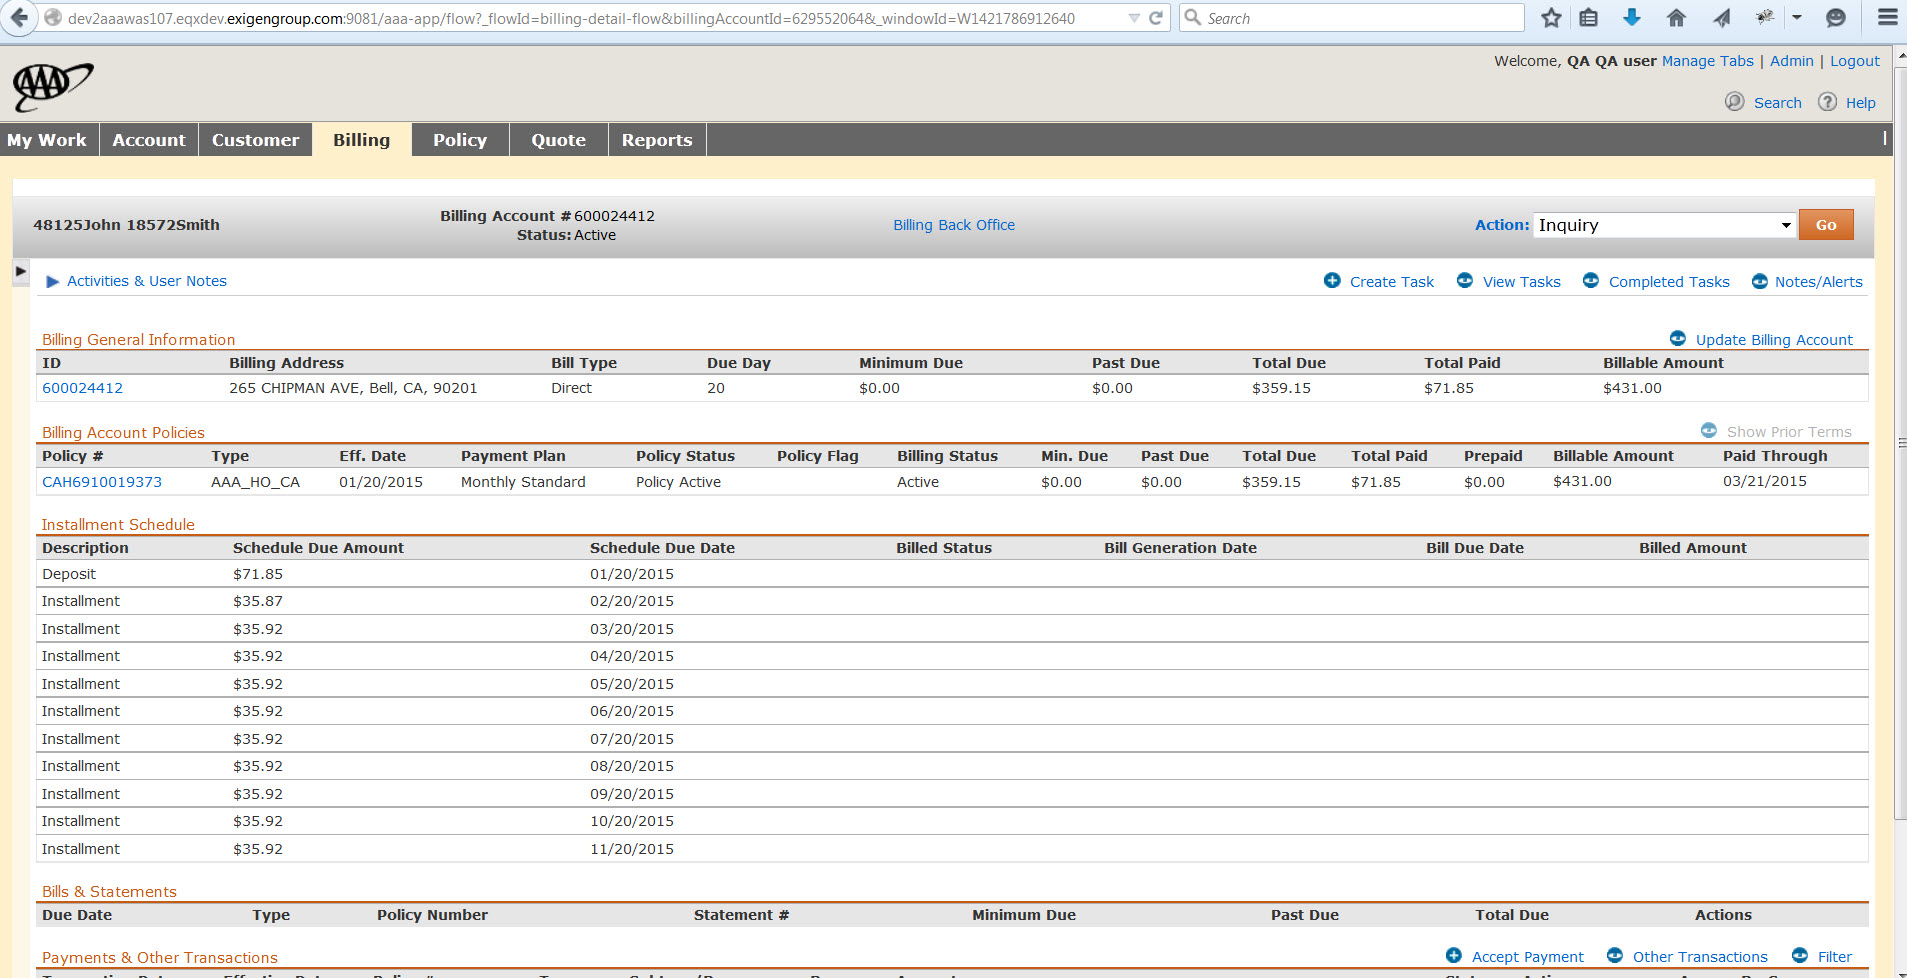 dev2aaawas107.eqxdev.exigengroup.com:9081/aaa-app/flow?_flowId=billing-detail-flow&billingAccountId=629552064&_windowId=W1421786912640 Search
Welcome, QA QA user Manage Tabs | Admin | Logout
AAA
Search Help
My Work Account Customer Billing Policy Quote Reports
48125John 18572Smith Billing Account # 600024412 Billing Back Office Action: Inquiry Go
Status: Active
Activities & User Notes Create Task View Tasks Completed Tasks Notes/Alerts
Billing General Information Update Billing Account
ID Billing Address Bill Type Due Day Minimum Due Past Due Total Due Total Paid Billable Amount
600024412 265 CHIPMAN AVE, Bell, CA, 90201 Direct 20 $0.00 $0.00 $359.15 $71.85 $431.00
Billing Account Policies Show Prior Terms
Policy # Type Eff. Date Payment Plan Policy Status Policy Flag Billing Status Min. Due Past Due Total Due Total Paid Prepaid Billable Amount Paid Through
CAH6910019373 AAA_HO_CA 01/20/2015 Monthly Standard Policy Active Active $0.00 $0.00 $359.15 $71.85 $0.00 $431.00 03/21/2015
Installment Schedule
Description Schedule Due Amount Schedule Due Date Billed Status Bill Generation Date Bill Due Date Billed Amount
Deposit $71.85 01/20/2015
Installment $35.87 02/20/2015
Installment $35.92 03/20/2015
Installment $35.92 04/20/2015
Installment $35.92 05/20/2015
Installment $35.92 06/20/2015
Installment $35.92 07/20/2015
Installment $35.92 08/20/2015
Installment $35.92 09/20/2015
Installment $35.92 10/20/2015
Installment $35.92 11/20/2015
Bills & Statements
Due Date Type Policy Number Statement # Minimum Due Past Due Total Due Actions
Payments & Other Transactions Accept Payment Other Transactions Filter